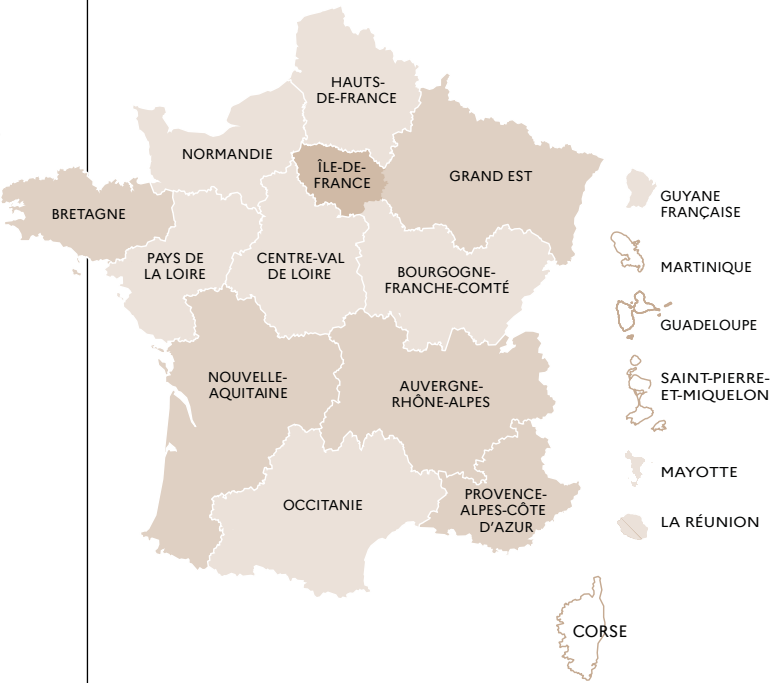 HAUTS-
DE-FRANCE
NORMANDIE
ÎLE-DE-
FRANCE
GRAND EST
BRETAGNE
PAYS DE
LA LOIRE
CENTRE-VAL
DE LOIRE
BOURGOGNE-
FRANCHE-COMTÉ
NOUVELLE-
AQUITAINE
AUVERGNE-
RHÔNE-ALPES
OCCITANIE
PROVENCE-
ALPES-CÔTE
D’AZUR
CORSE
GUYANE
FRANÇAISE
MARTINIQUE
GUADELOUPE
SAINT-PIERRE-
ET-MIQUELON
MAYOTTE
LA RÉUNION